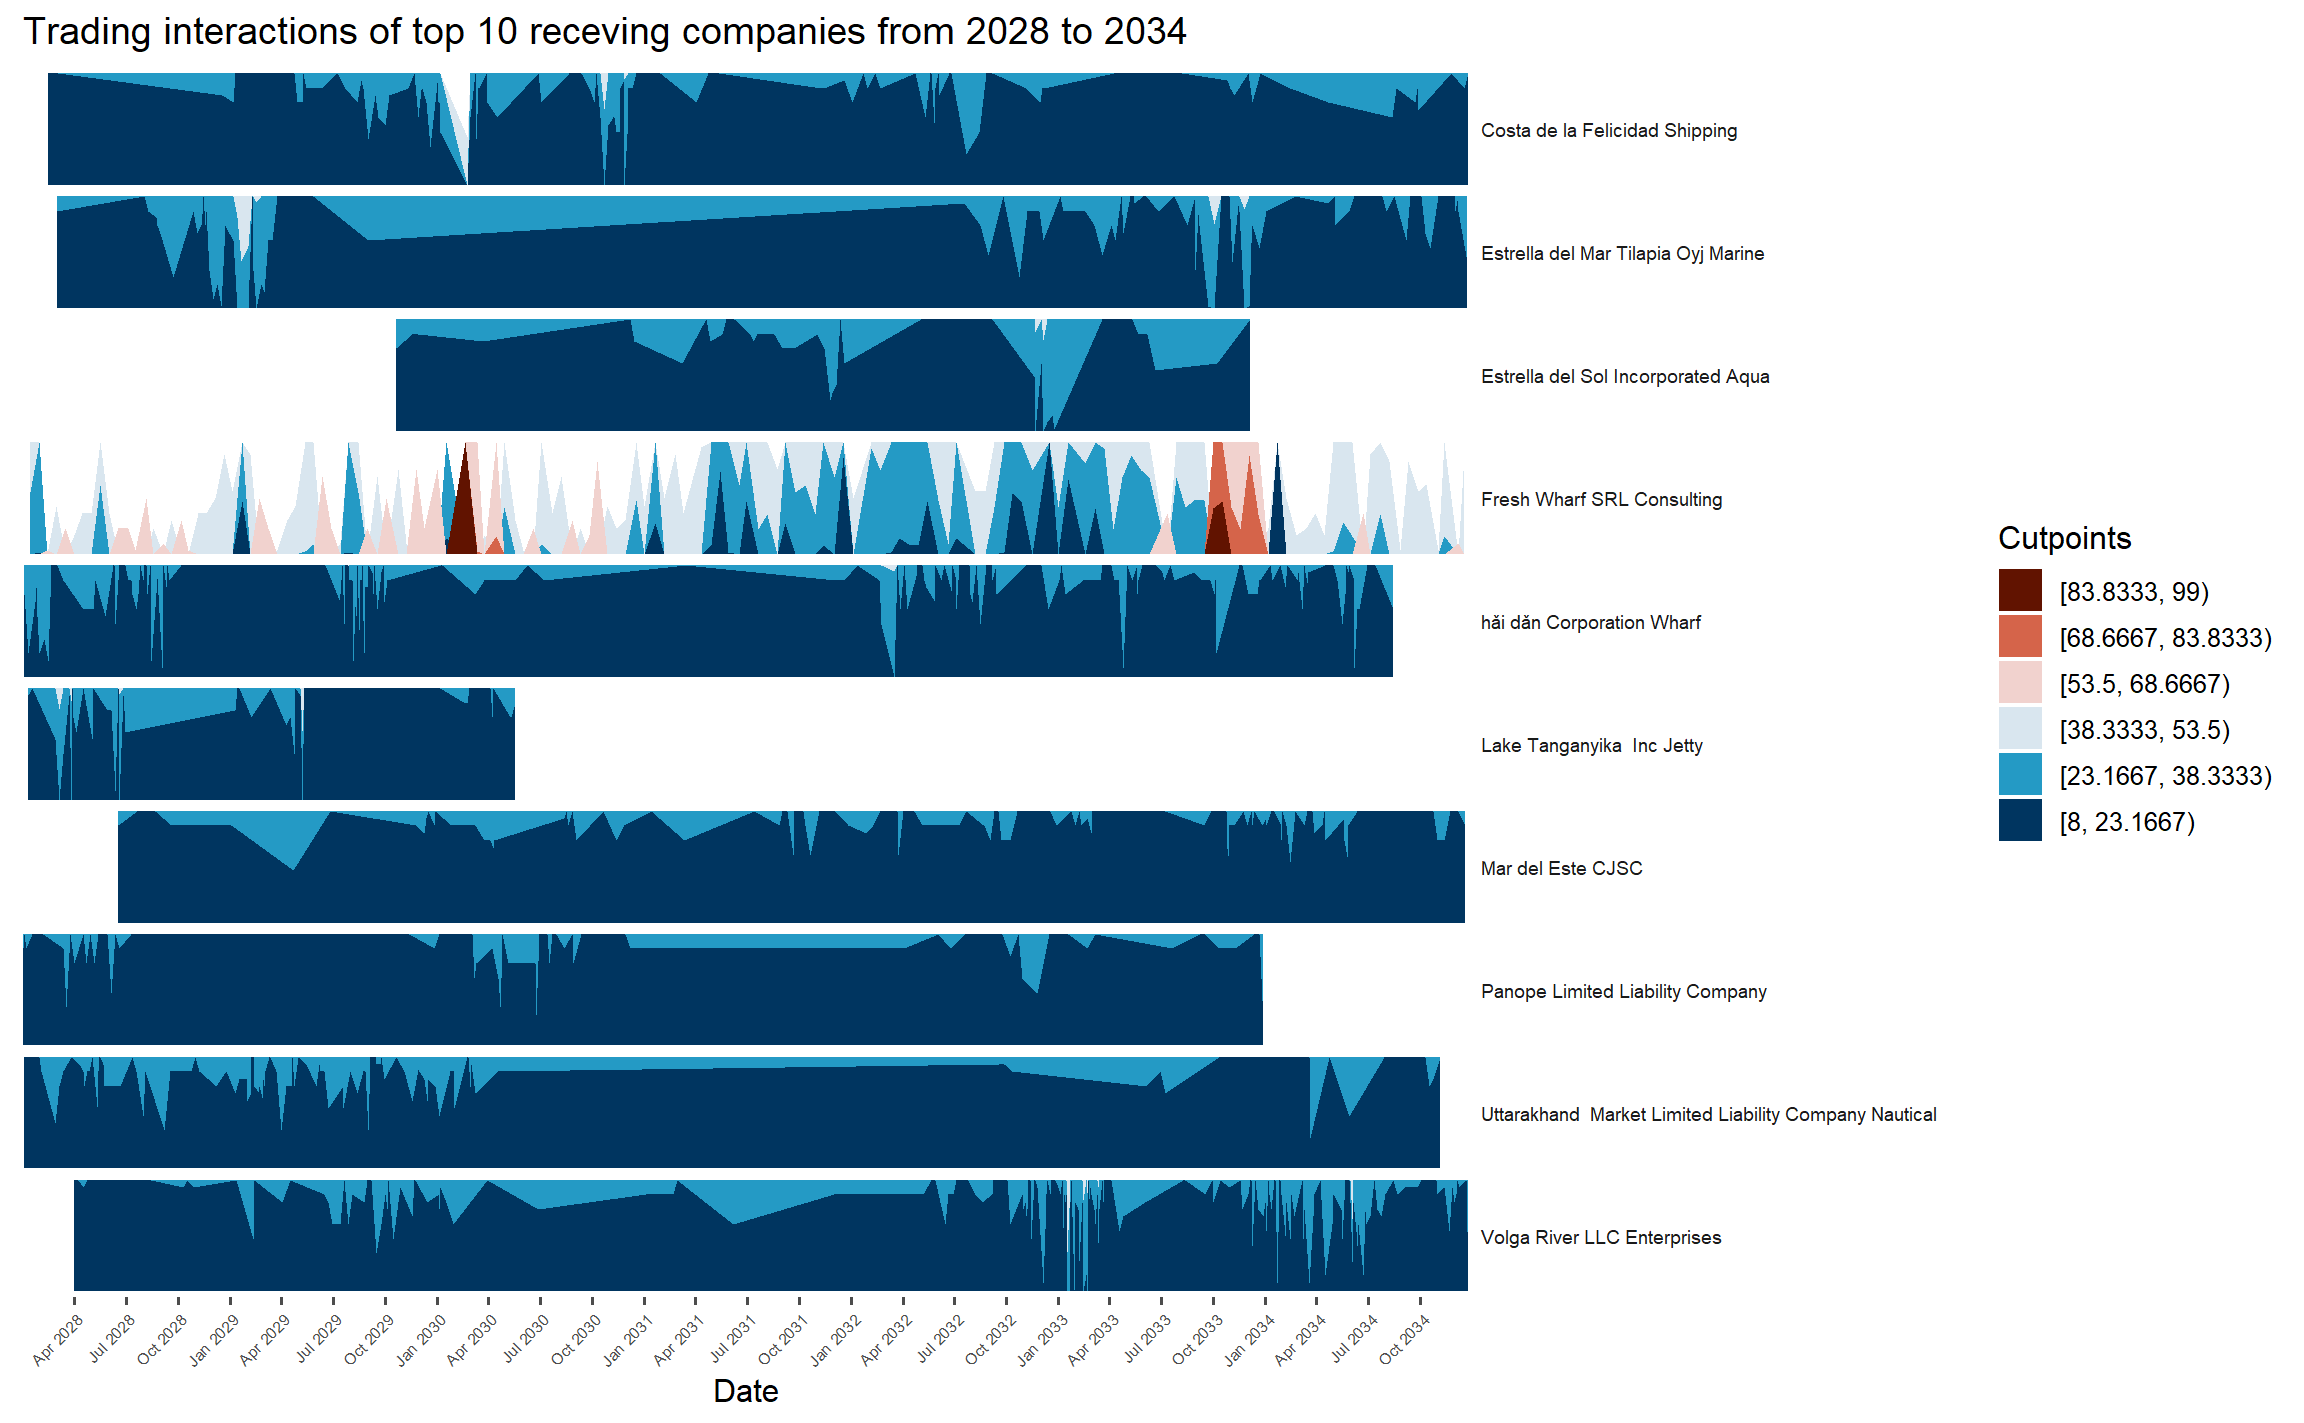 Trading interactions of top 10 receving companies from 2028 to 2034
Costa de la Felicidad Shipping
Estrella del Mar Tilapia Oyj Marine
Estrella del Sol Incorporated Aqua
Fresh Wharf SRL Consulting
hǎi dǎn Corporation Wharf
Lake Tanganyika  Inc Jetty
Mar del Este CJSC
Panope Limited Liability Company
Uttarakhand  Market Limited Liability Company Nautical
Volga River LLC Enterprises
Cutpoints
[83.8333, 99)
[68.6667, 83.8333)
[53.5, 68.6667)
[38.3333, 53.5)
[23.1667, 38.3333)
[8, 23.1667)
Apr 2028
Jul 2028
Oct 2028
Jan 2029
Apr 2029
Jul 2029
Oct 2029
Jan 2030
Apr 2030
Jul 2030
Oct 2030
Jan 2031
Apr 2031
Jul 2031
Oct 2031
Jan 2032
Apr 2032
Jul 2032
Oct 2032
Jan 2033
Apr 2033
Jul 2033
Oct 2033
Jan 2034
Apr 2034
Jul 2034
Oct 2034
Date